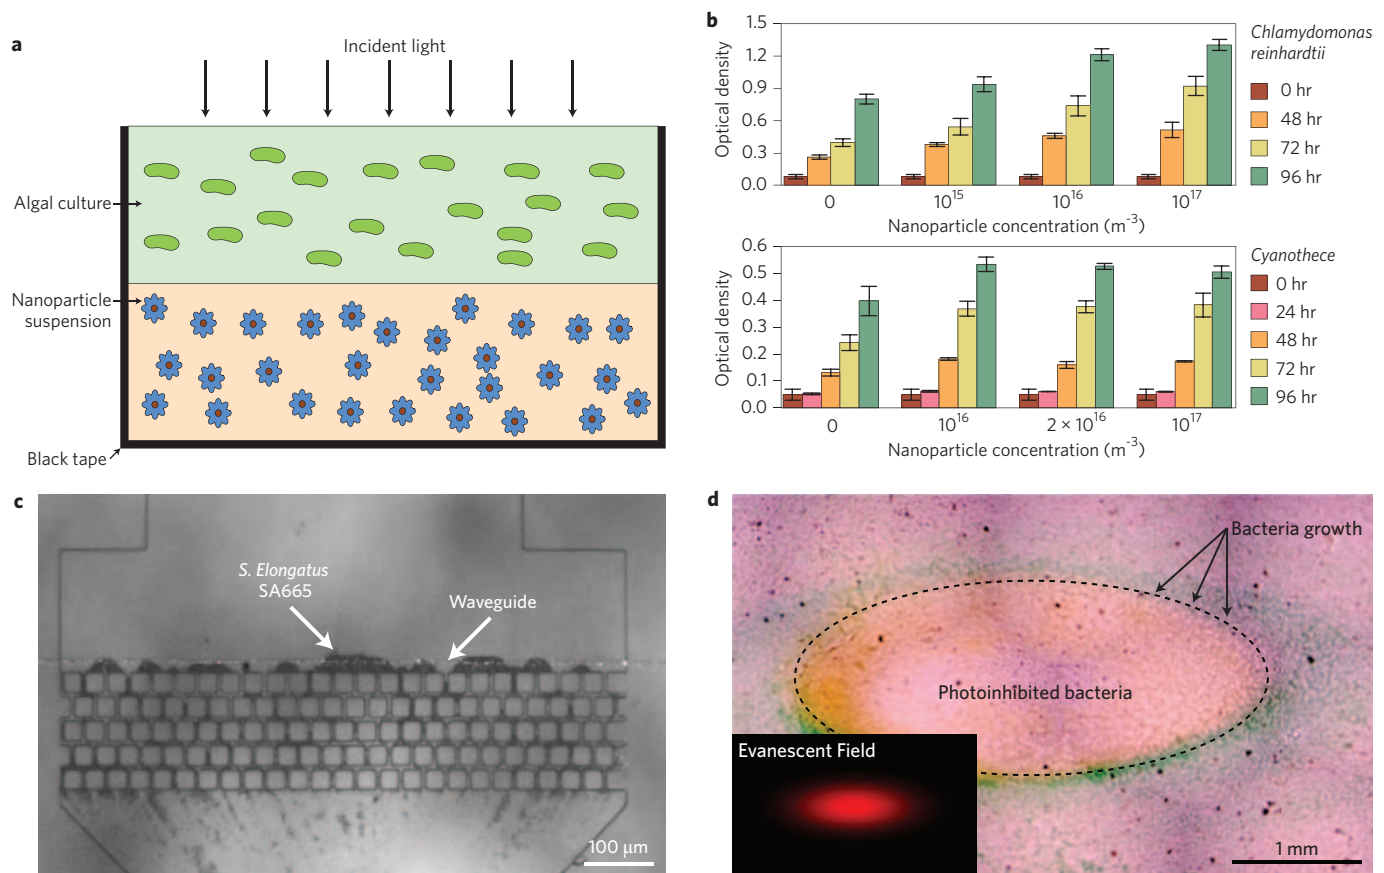 a
Incident light
Algal culture
Nanoparticle
suspension
Black tape
b
Optical density
1.5
1.2
0.9
0.6
0.3
0.0
0
10¹⁵
10¹⁶
10¹⁷
Nanoparticle concentration (m⁻³)
Chlamydomonas
reinhardtii
0 hr
48 hr
72 hr
96 hr
Optical density
0.6
0.5
0.4
0.3
0.2
0.1
0.0
0
10¹⁶
2 × 10¹⁶
10¹⁷
Nanoparticle concentration (m⁻³)
Cyanothece
0 hr
24 hr
48 hr
72 hr
96 hr
c
S. Elongatus
SA665
Waveguide
100 μm
d
Bacteria growth
Photoinhibited bacteria
Evanescent Field
1 mm